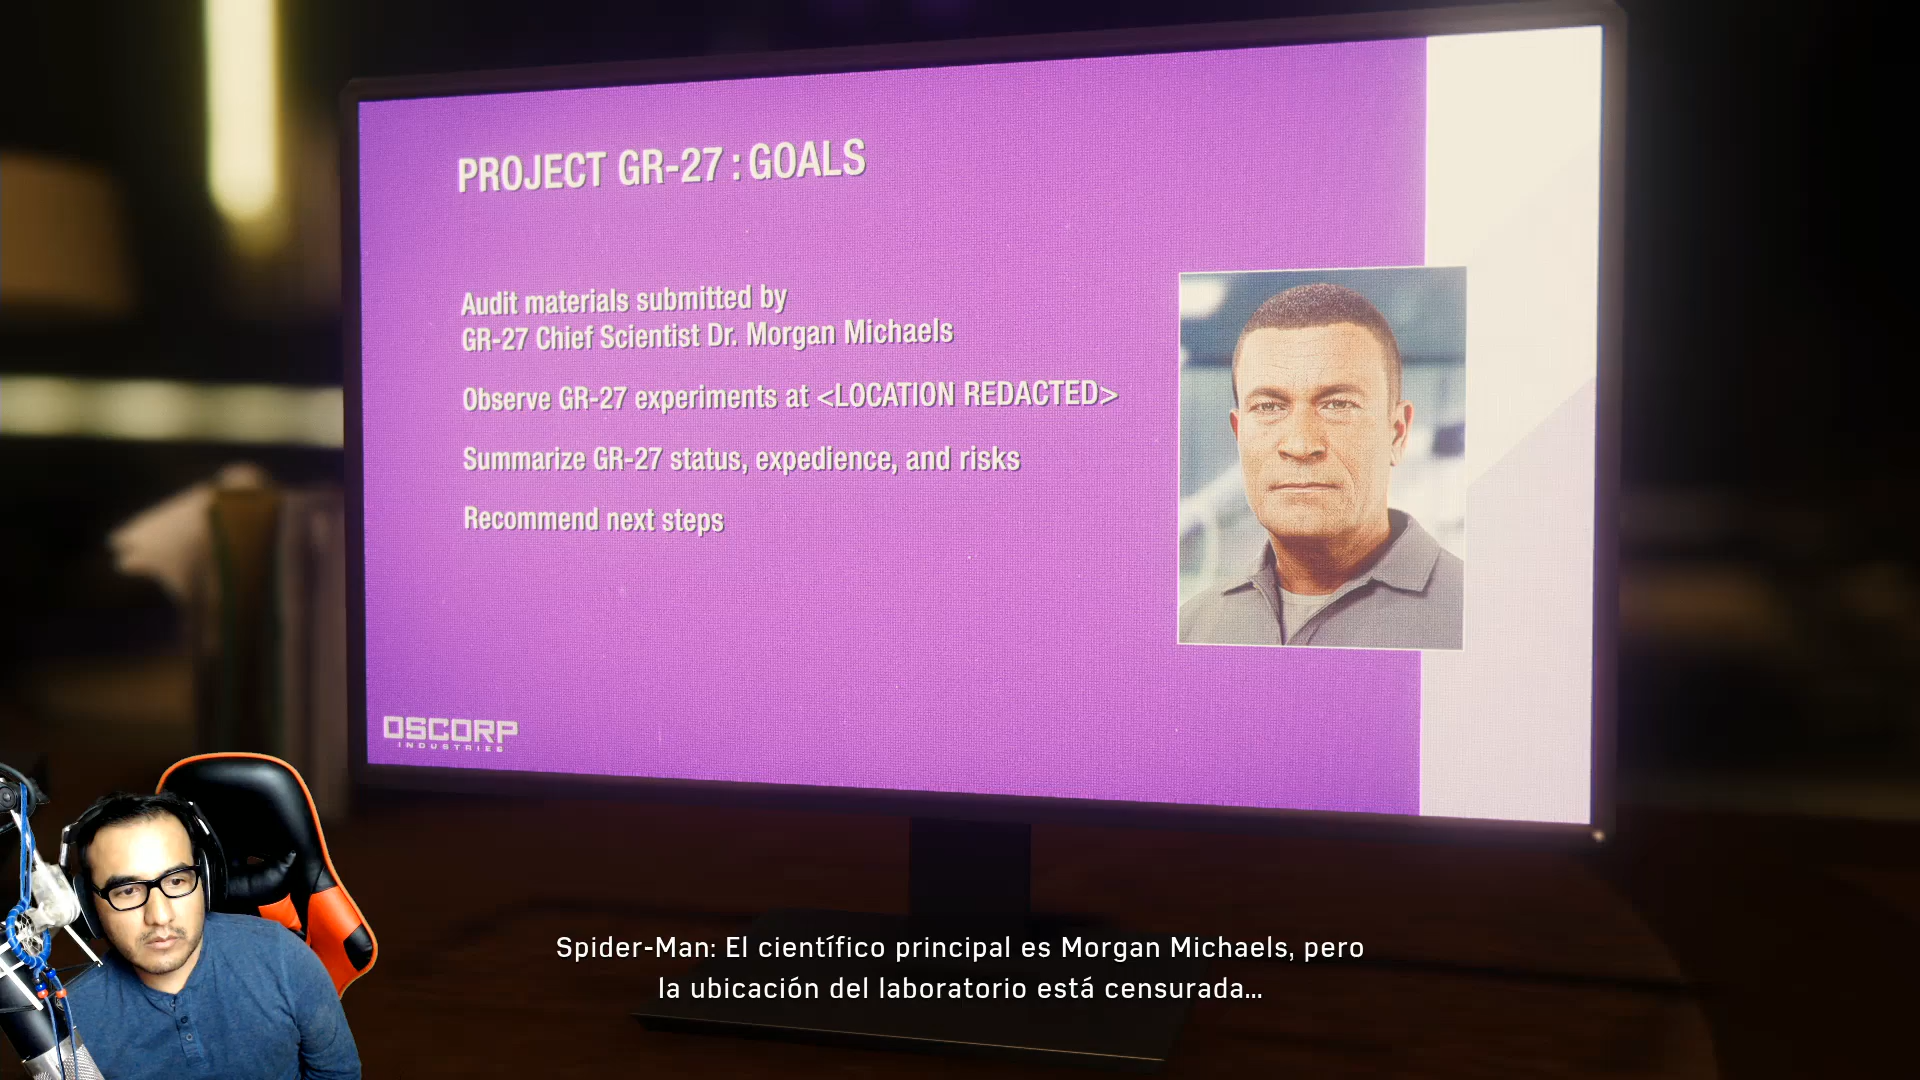 PROJECT GR-27 : GOALS
Audit materials submitted by
GR-27 Chief Scientist Dr. Morgan Michaels
Observe GR-27 experiments at <LOCATION REDACTED>
Summarize GR-27 status, expedience, and risks
Recommend next steps
OSCORP
INDUSTRIES
Spider-Man: El científico principal es Morgan Michaels, pero
la ubicación del laboratorio está censurada...